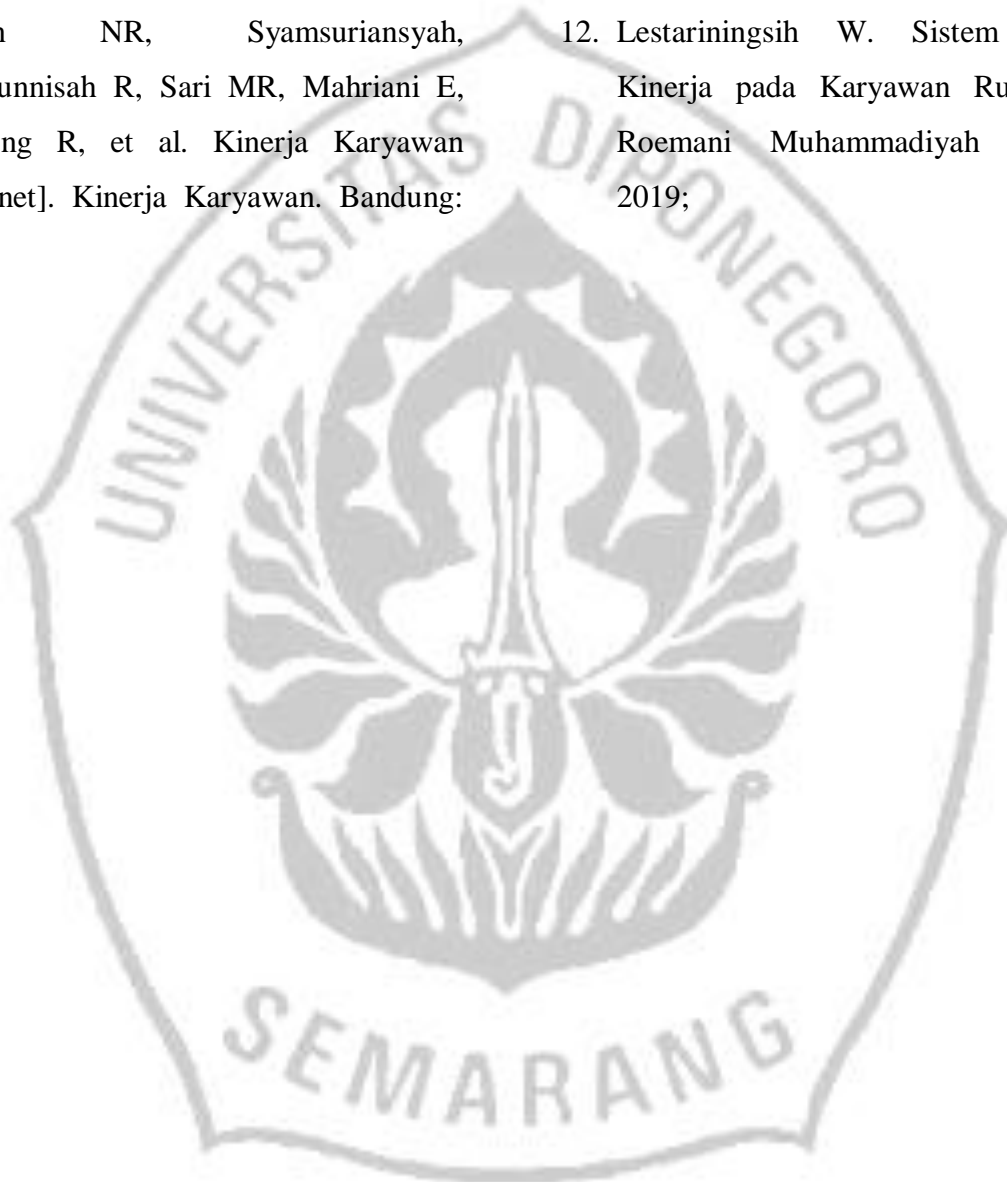 NR, Syamsuriansyah,
unnisah R, Sari MR, Mahriani E,
ng R, et al. Kinerja Karyawan
net]. Kinerja Karyawan. Bandung:
12. Lestariningsih W. Sistem
Kinerja pada Karyawan Ru
Roemani Muhammadiyah
2019;
UNIVERSITAS DIPONEGORO
SEMARANG